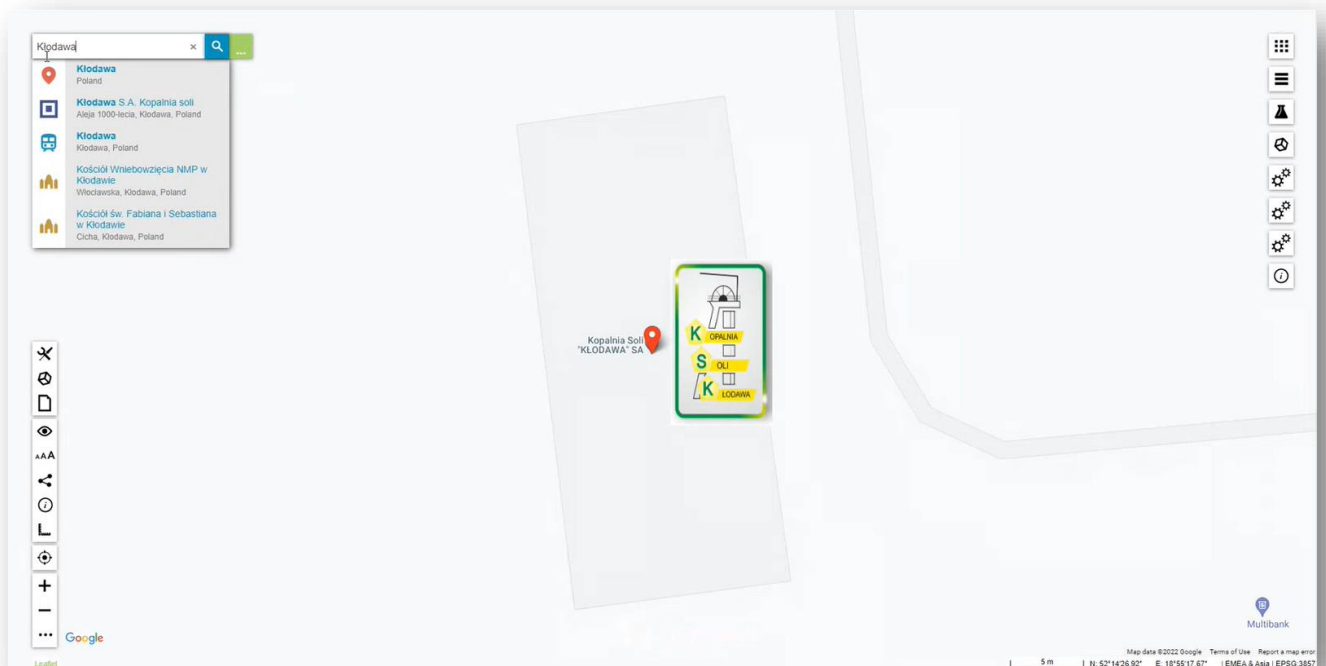 Kłodawa
×
...
Kłodawa
Poland
Kłodawa S.A. Kopalnia soli
Aleja 1000-lecia, Kłodawa, Poland
Kłodawa
Kłodawa, Poland
Kościół Wniebowzięcia NMP w
Kłodawie
Włocławska, Kłodawa, Poland
Kościół św. Fabiana i Sebastiana
w Kłodawie
Cicha, Kłodawa, Poland
Kopalnia Soli
"KŁODAWA" SA
K OPALNIA
S OLI
K ŁODAWA
AAA
Google
Multibank
Map data ©2022 Google Terms of Use Report a map error
Leaflet
5 m N: 52°14'26.92" E: 18°55'17.67" | EMEA & Asia | EPSG:3857